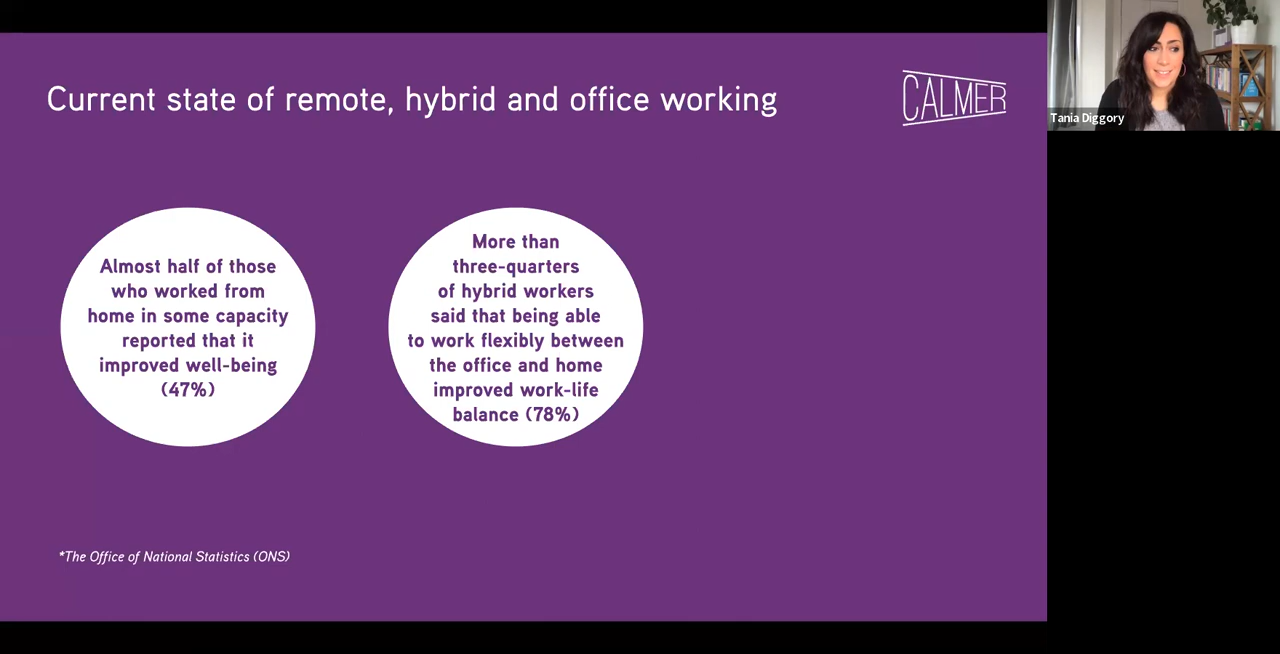 Current state of remote, hybrid and office working
CALMER
Tania Diggory
Almost half of those
who worked from
home in some capacity
reported that it
improved well-being
(47%)
More than
three-quarters
of hybrid workers
said that being able
to work flexibly between
the office and home
improved work-life
balance (78%)
*The Office of National Statistics (ONS)